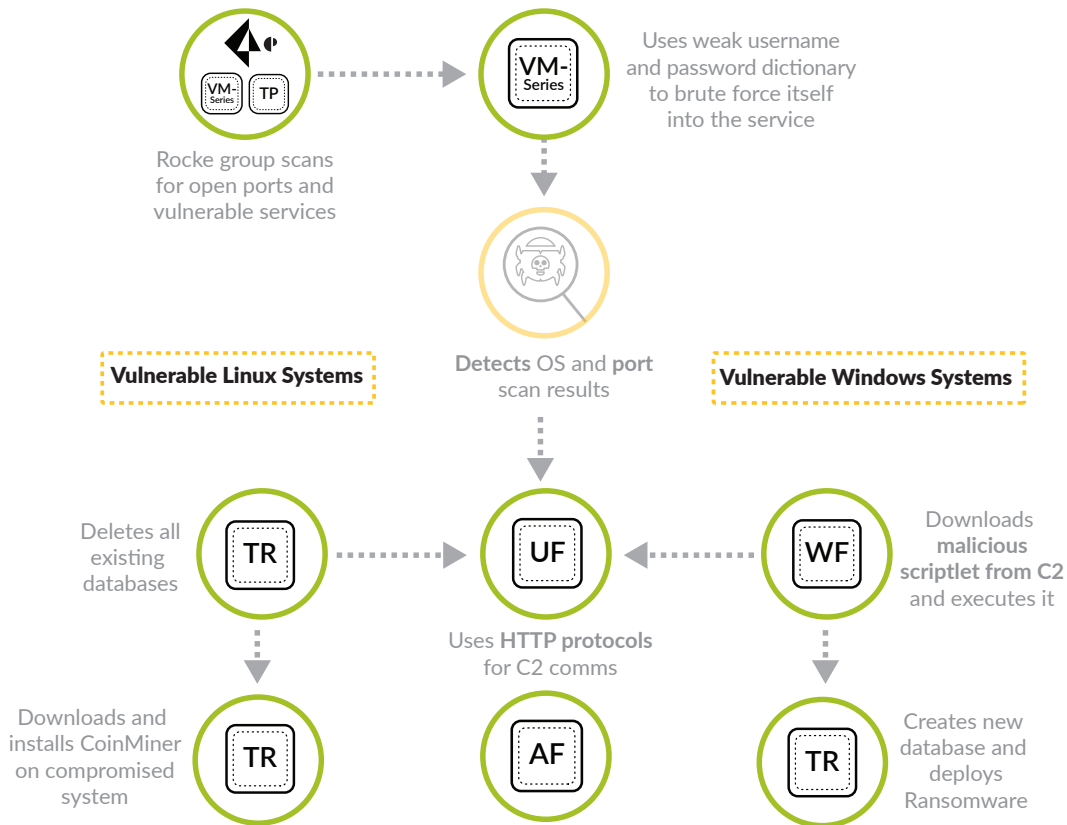 VM-
Series
TP
Rocke group scans
for open ports and
vulnerable services
VM-
Series
Uses weak username
and password dictionary
to brute force itself
into the service
Detects OS and port
scan results
Vulnerable Linux Systems
Vulnerable Windows Systems
Deletes all
existing
databases
TR
UF
Uses HTTP protocols
for C2 comms
WF
Downloads
malicious
scriptlet from C2
and executes it
Downloads and
installs CoinMiner
on compromised
system
TR
AF
TR
Creates new
database and
deploys
Ransomware